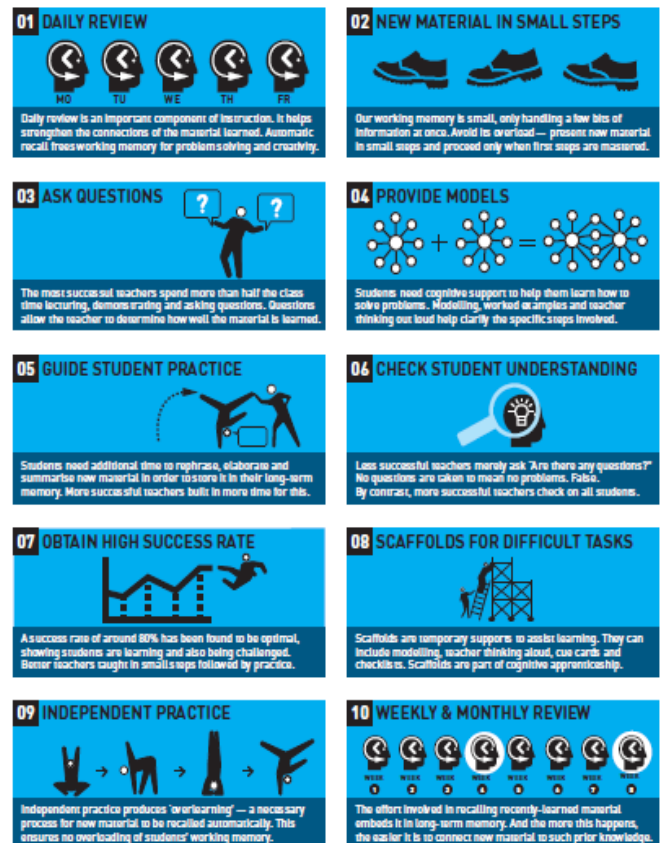 01 DAILY REVIEW
MO TU WE TH FR
Daily review is an important component of instruction. It helps
strengthen the connections of the material learned. Automatic
recall frees working memory for problem solving and creativity.
02 NEW MATERIAL IN SMALL STEPS
Our working memory is small, only handling a few bits of
information at once. Avoid its overload — present new material
in small steps and proceed only when first steps are mastered.
03 ASK QUESTIONS
? ?
The most successful teachers spend more than half the class
time lecturing, demonstrating and asking questions. Questions
allow the teacher to determine how well the material is learned.
04 PROVIDE MODELS
+ =
Students need cognitive support to help them learn how to
solve problems. Modelling, worked examples and teacher
thinking out loud help clarify the specific steps involved.
05 GUIDE STUDENT PRACTICE
Students need additional time to rephrase, elaborate and
summarise new material in order to store it in their long-term
memory. More successful teachers built in more time for this.
06 CHECK STUDENT UNDERSTANDING
Less successful teachers merely ask "Are there any questions?"
No questions are taken to mean no problems. False.
By contrast, more successful teachers check on all students.
07 OBTAIN HIGH SUCCESS RATE
A success rate of around 80% has been found to be optimal,
showing students are learning and also being challenged.
Better teachers taught in small steps followed by practice.
08 SCAFFOLDS FOR DIFFICULT TASKS
Scaffolds are temporary supports to assist learning. They can
include modelling, teacher thinking aloud, cue cards and
checklists. Scaffolds are part of cognitive apprenticeship.
09 INDEPENDENT PRACTICE
Independent practice produces 'overlearning' — a necessary
process for new material to be recalled automatically. This
ensures no overloading of students' working memory.
10 WEEKLY & MONTHLY REVIEW
WEEK WEEK WEEK WEEK WEEK WEEK WEEK WEEK
1 2 3 4 5 6 7 8
The effort involved in recalling recently-learned material
embeds it in long-term memory. And the more this happens,
the easier it is to connect new material to such prior knowledge.